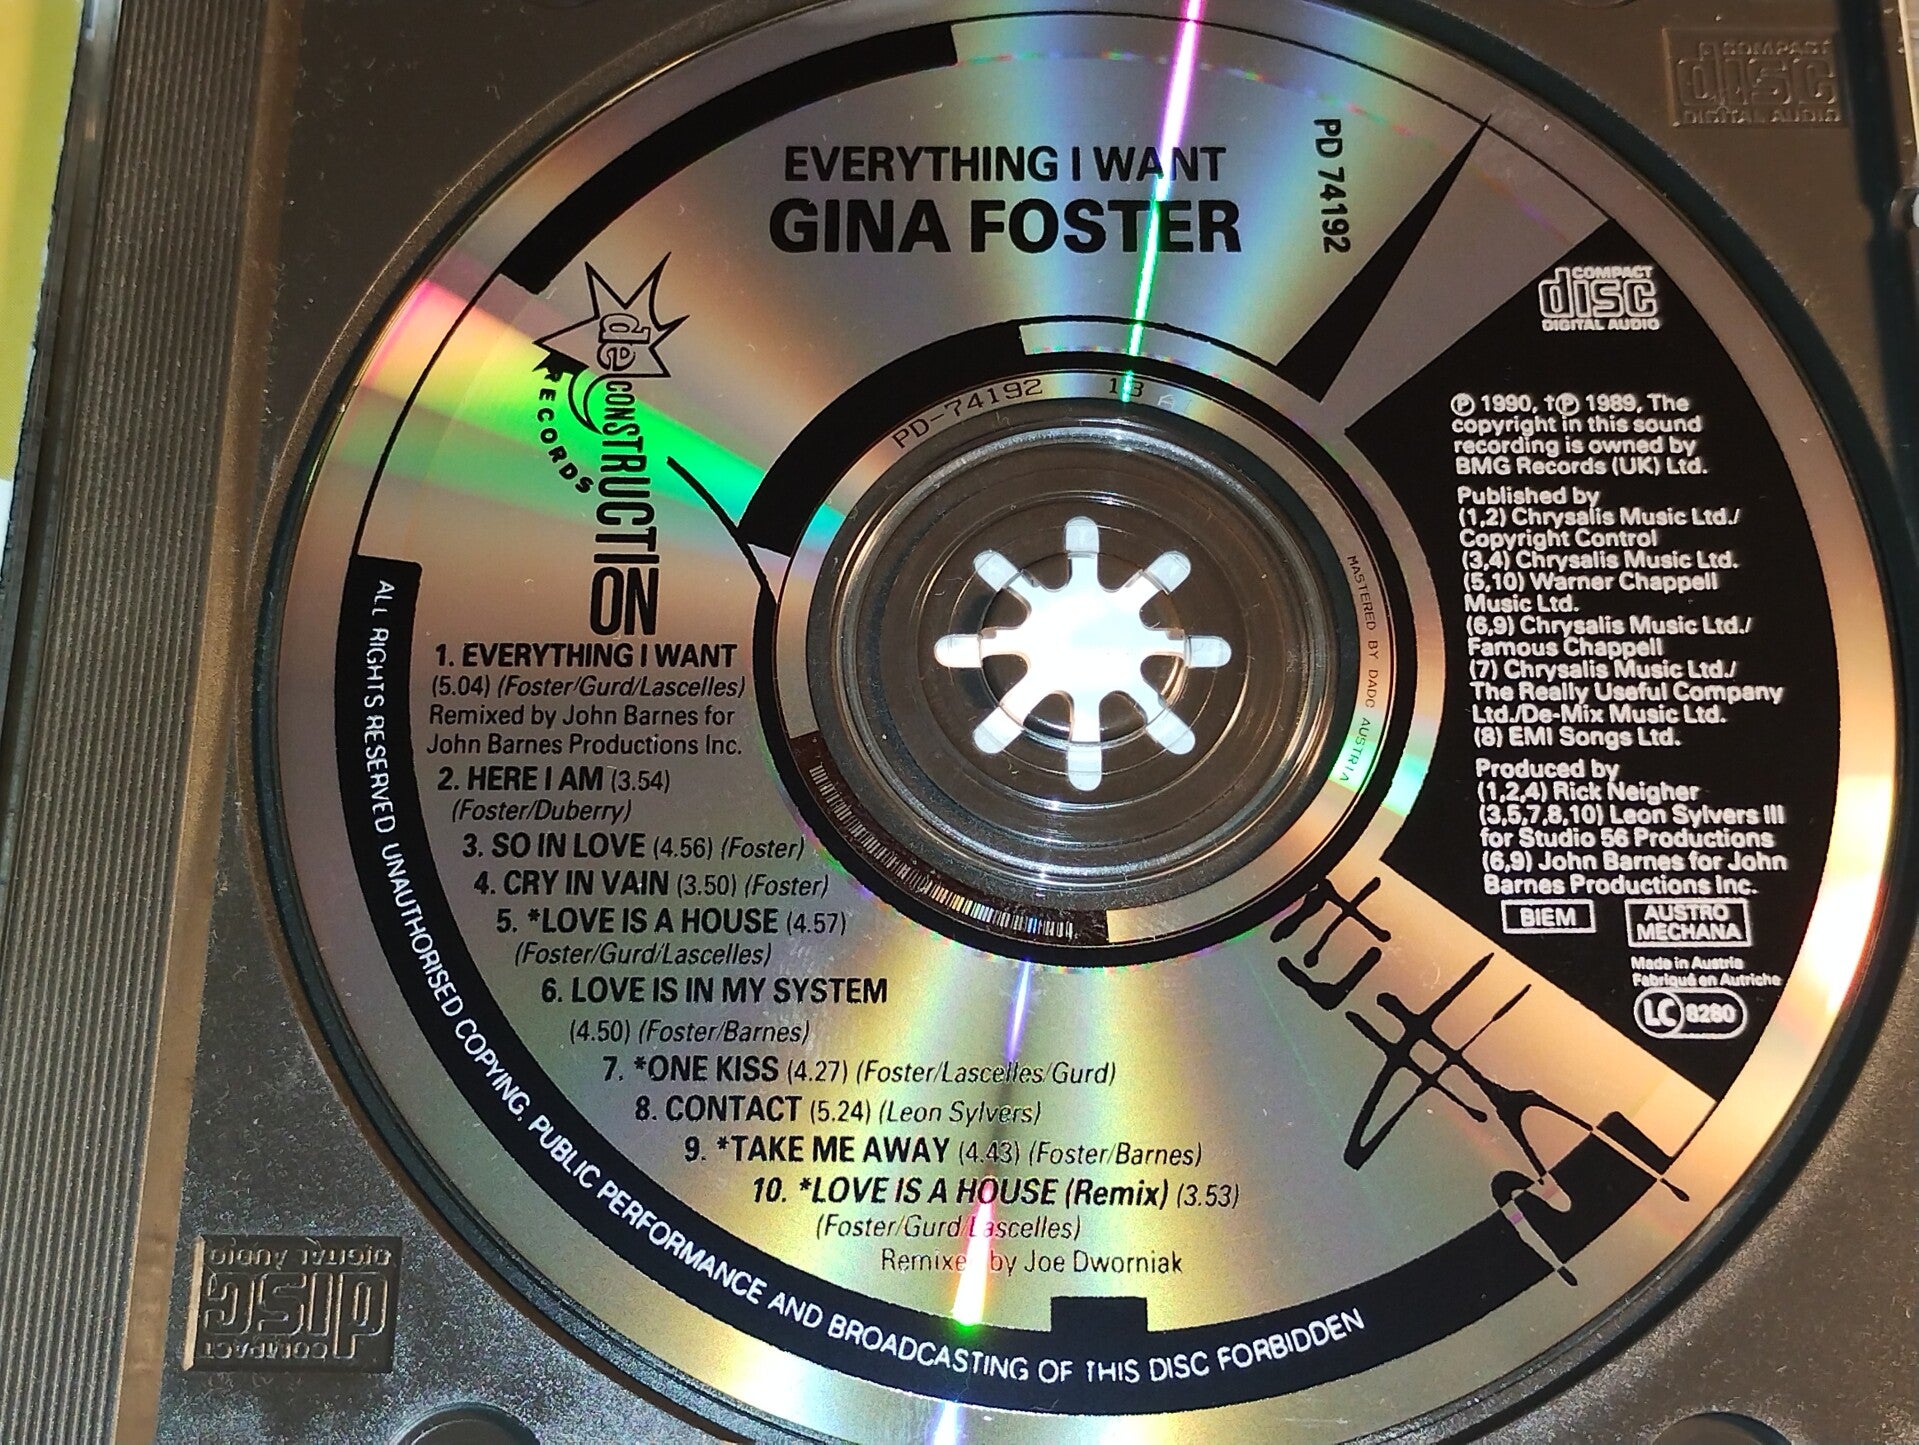 EVERYTHING I WANT
GINA FOSTER
PD 74192
deCONSTRUCTION
RECORDS
COMPACT
disc
DIGITAL AUDIO
PD-74192 13 A
MASTERED BY DADC AUSTRIA
1. EVERYTHING I WANT
(5.04) (Foster/Gurd/Lascelles)
Remixed by John Barnes for
John Barnes Productions Inc.
2. HERE I AM (3.54)
(Foster/Duberry)
3. SO IN LOVE (4.56) (Foster)
4. CRY IN VAIN (3.50) (Foster)
5. *LOVE IS A HOUSE (4.57)
(Foster/Gurd/Lascelles)
6. LOVE IS IN MY SYSTEM
(4.50) (Foster/Barnes)
7. *ONE KISS (4.27) (Foster/Lascelles/Gurd)
8. CONTACT (5.24) (Leon Sylvers)
9. *TAKE ME AWAY (4.43) (Foster/Barnes)
10. *LOVE IS A HOUSE (Remix) (3.53)
(Foster/Gurd/Lascelles)
Remixed by Joe Dworniak
℗ 1990, †℗ 1989, The
copyright in this sound
recording is owned by
BMG Records (UK) Ltd.
Published by
(1,2) Chrysalis Music Ltd./
Copyright Control
(3,4) Chrysalis Music Ltd.
(5,10) Warner Chappell
Music Ltd.
(6,9) Chrysalis Music Ltd./
Famous Chappell
(7) Chrysalis Music Ltd./
The Really Useful Company
Ltd./De-Mix Music Ltd.
(8) EMI Songs Ltd.
Produced by
(1,2,4) Rick Neigher
(3,5,7,8,10) Leon Sylvers III
for Studio 56 Productions
(6,9) John Barnes for John
Barnes Productions Inc.
BIEM
AUSTRO
MECHANA
Made in Austria
Fabriqué en Autriche
LC 8280
ALL RIGHTS RESERVED UNAUTHORISED COPYING, PUBLIC PERFORMANCE AND BROADCASTING OF THIS DISC FORBIDDEN
COMPACT
disc
DIGITAL AUDIO
COMPACT
disc
DIGITAL AUDIO